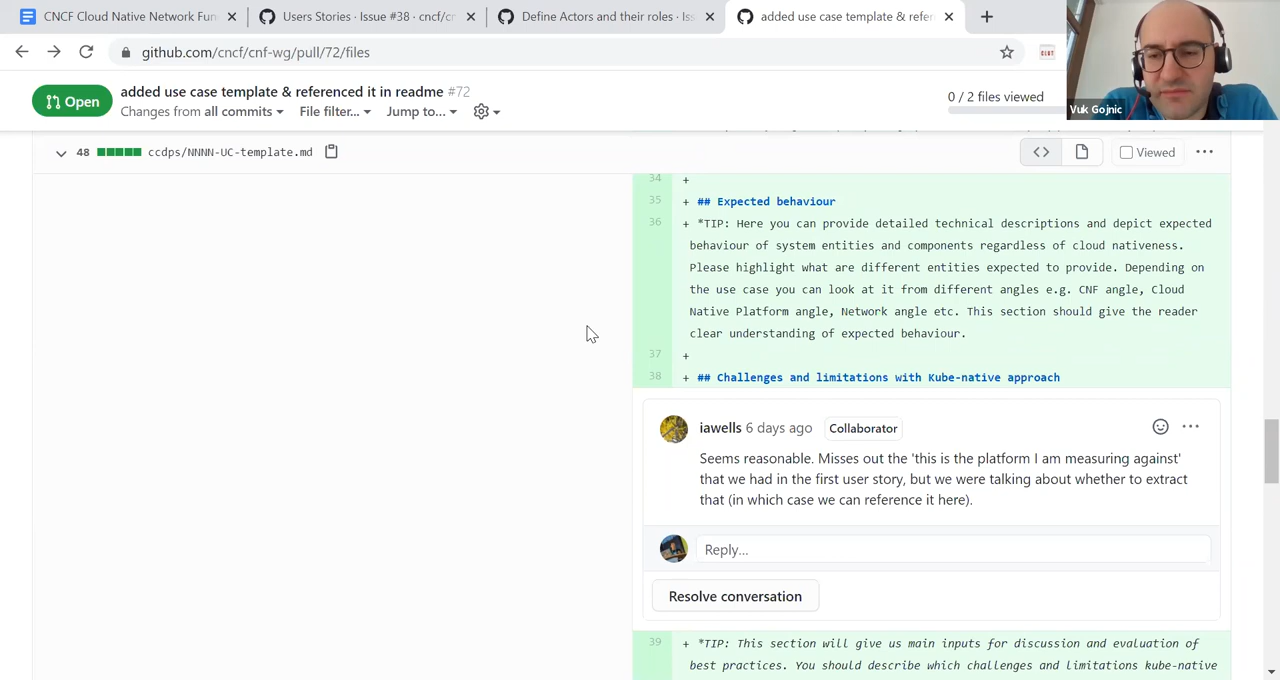 CNCF Cloud Native Network Fun
Users Stories · Issue #38 · cncf/cn
Define Actors and their roles · Iss
added use case template & refer
github.com/cncf/cnf-wg/pull/72/files
Open
added use case template & referenced it in readme #72
Changes from all commits
File filter...
Jump to...
0 / 2 files viewed
Vuk Gojnic
48
ccdps/NNNN-UC-template.md
Viewed
34 +
35 + ## Expected behaviour
36 + *TIP: Here you can provide detailed technical descriptions and depict expected
behaviour of system entities and components regardless of cloud nativeness.
Please highlight what are different entities expected to provide. Depending on
the use case you can look at it from different angles e.g. CNF angle, Cloud
Native Platform angle, Network angle etc. This section should give the reader
clear understanding of expected behaviour.
37 +
38 + ## Challenges and limitations with Kube-native approach
iawells 6 days ago Collaborator
Seems reasonable. Misses out the 'this is the platform I am measuring against'
that we had in the first user story, but we were talking about whether to extract
that (in which case we can reference it here).
Reply...
Resolve conversation
39 + *TIP: This section will give us main inputs for discussion and evaluation of
best practices. You should describe which challenges and limitations kube-native